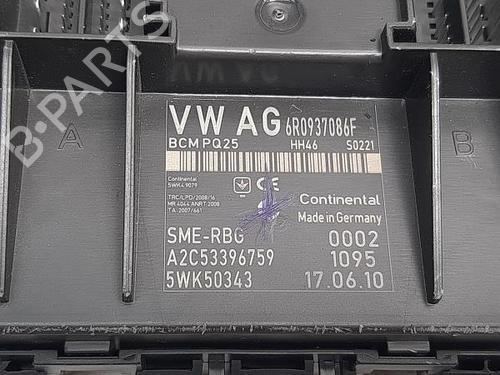 B-PARTS
VW AG 6R0937086F
BCM PQ25 HH46 S0221
Continental
5WK4 9079
TRC/LPD/2008/16
MR 4044 ANRT:2008
TA-2007/661
CE
Continental
Made in Germany
SME-RBG 0002
A2C53396759 1095
5WK50343 17.06.10
A
B